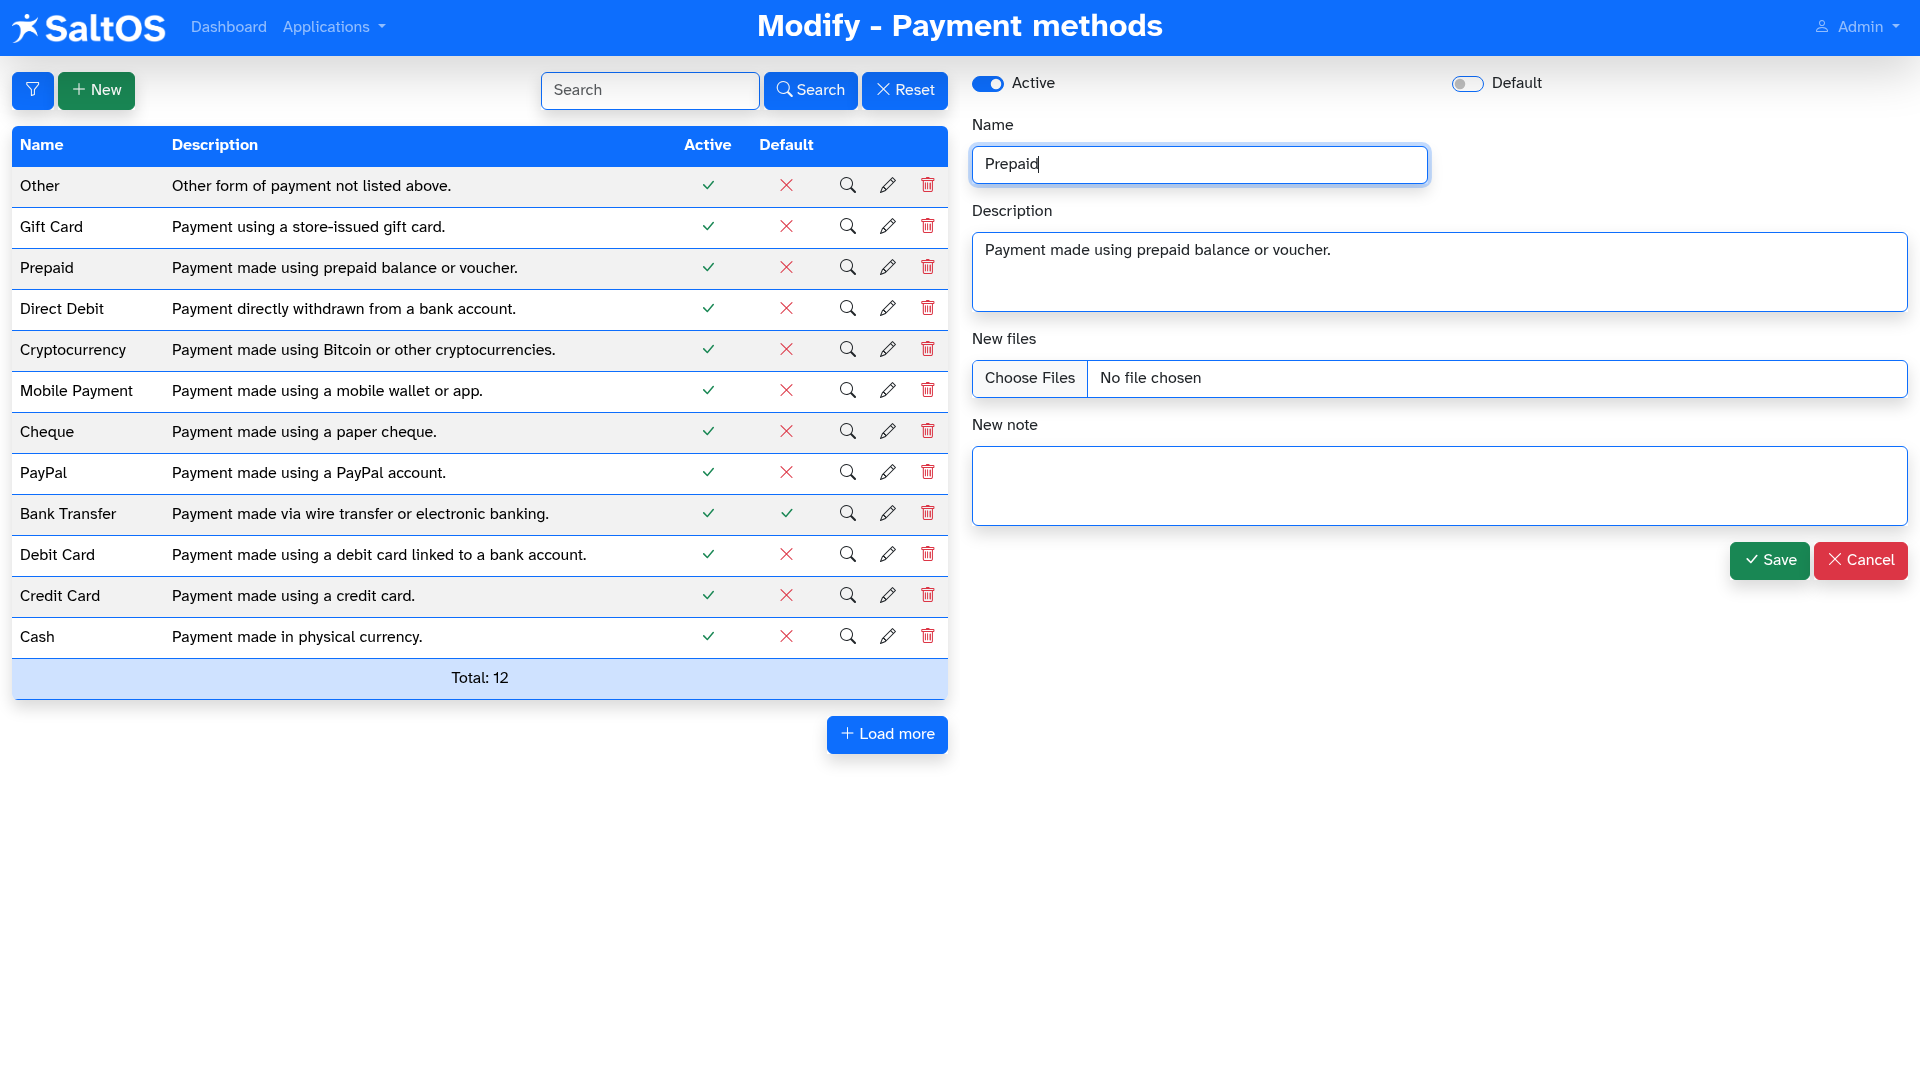 SaltOS Dashboard Applications Modify - Payment methods Admin
New Search Search Reset
Name Description Active Default
Other Other form of payment not listed above.
Gift Card Payment using a store-issued gift card.
Prepaid Payment made using prepaid balance or voucher.
Direct Debit Payment directly withdrawn from a bank account.
Cryptocurrency Payment made using Bitcoin or other cryptocurrencies.
Mobile Payment Payment made using a mobile wallet or app.
Cheque Payment made using a paper cheque.
PayPal Payment made using a PayPal account.
Bank Transfer Payment made via wire transfer or electronic banking.
Debit Card Payment made using a debit card linked to a bank account.
Credit Card Payment made using a credit card.
Cash Payment made in physical currency.
Total: 12
Load more
Active Default
Name
Prepaid
Description
Payment made using prepaid balance or voucher.
New files
Choose Files No file chosen
New note
Save Cancel